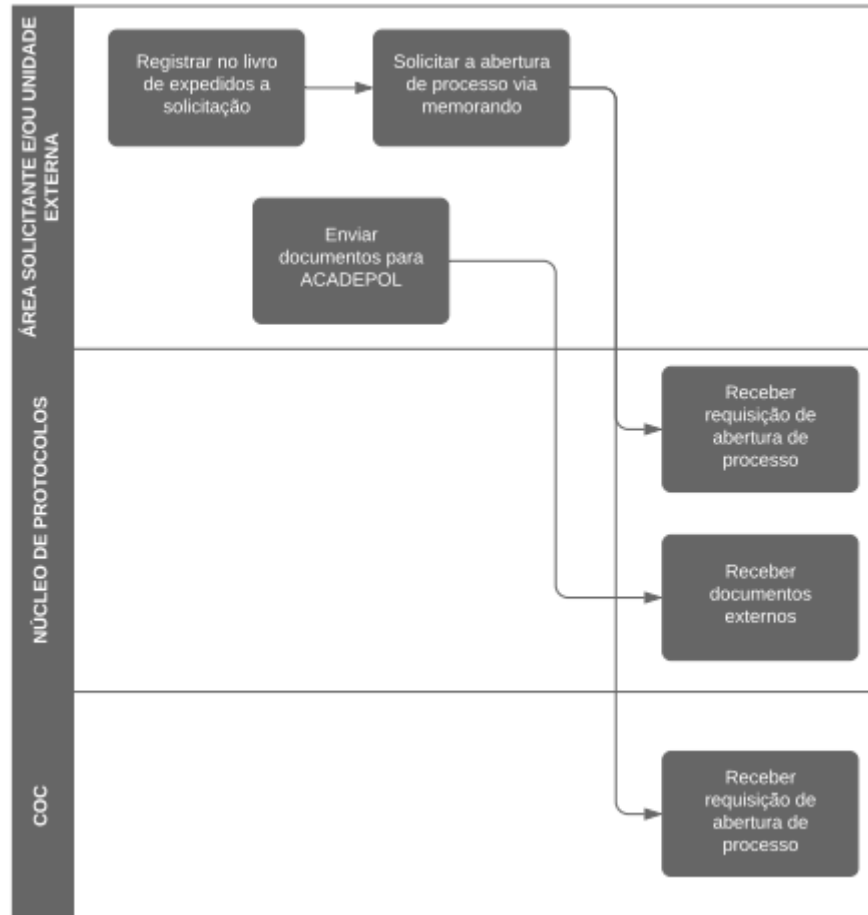 ÁREA SOLICITANTE E/OU UNIDADE
EXTERNA
Registrar no livro
de expedidos a
solicitação
Solicitar a abertura
de processo via
memorando
Enviar
documentos para
ACADEPOL
NÚCLEO DE PROTOCOLOS
Receber
requisição de
abertura de
processo
Receber
documentos
externos
COC
Receber
requisição de
abertura de
processo